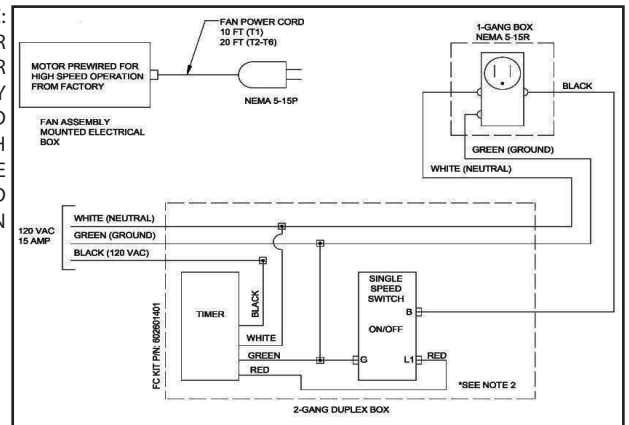 :
R
R
Y
D
H
E
D
N
FAN POWER CORD
10 FT (T1)
20 FT (T2-T6)
MOTOR PREWIRED FOR
HIGH SPEED OPERATION
FROM FACTORY
NEMA 5-15P
FAN ASSEMBLY
MOUNTED ELECTRICAL
BOX
1-GANG BOX
NEMA 5-15R
BLACK
GREEN (GROUND)
WHITE (NEUTRAL)
120 VAC
15 AMP
WHITE (NEUTRAL)
GREEN (GROUND)
BLACK (120 VAC)
FC KIT P/N: 802601401
TIMER
BLACK
WHITE
GREEN
RED
SINGLE
SPEED
SWITCH
ON/OFF
B
G
L1
RED
*SEE NOTE 2
2-GANG DUPLEX BOX